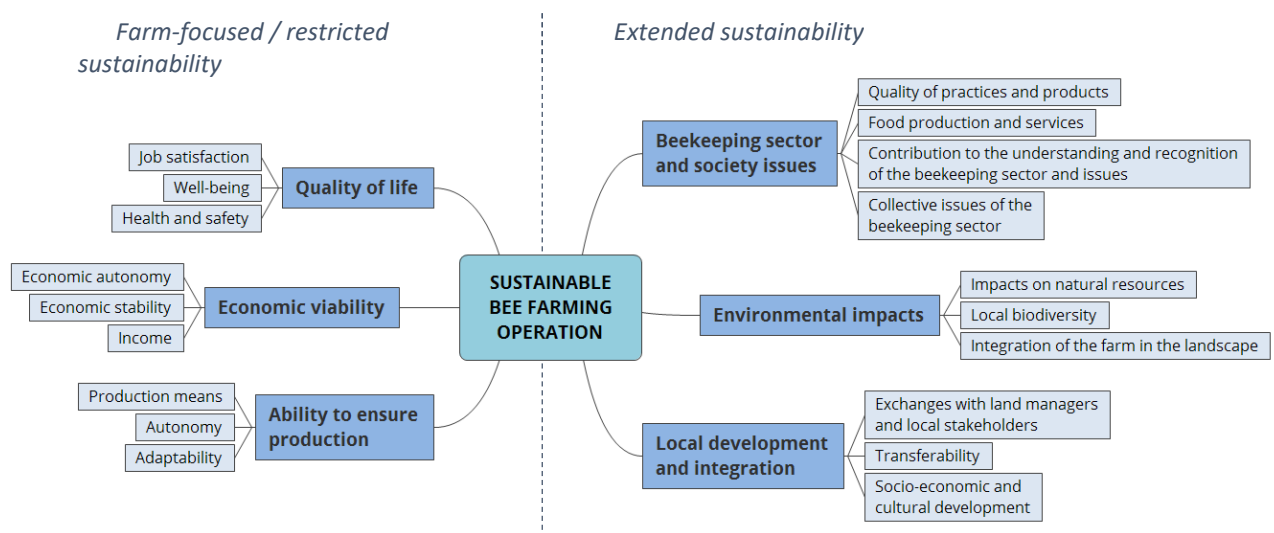 Farm-focused / restricted
sustainability
Extended sustainability
Job satisfaction
Well-being
Health and safety
Quality of life
Economic autonomy
Economic stability
Income
Economic viability
Production means
Autonomy
Adaptability
Ability to ensure
production
SUSTAINABLE
BEE FARMING
OPERATION
Beekeeping sector
and society issues
Quality of practices and products
Food production and services
Contribution to the understanding and recognition
of the beekeeping sector and issues
Collective issues of the
beekeeping sector
Environmental impacts
Impacts on natural resources
Local biodiversity
Integration of the farm in the landscape
Local development
and integration
Exchanges with land managers
and local stakeholders
Transferability
Socio-economic and
cultural development